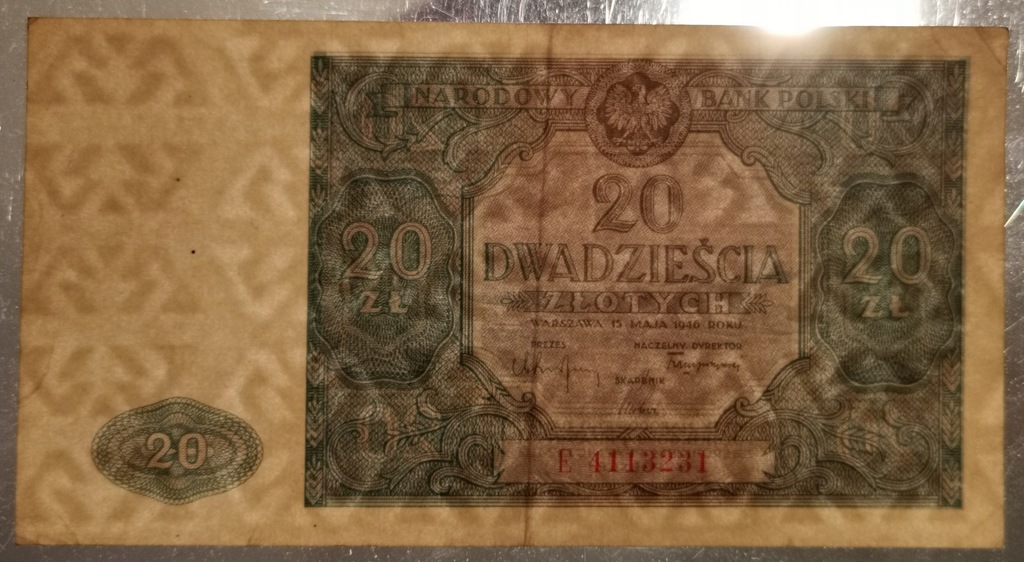 NARODOWY BANK POLSKI
20
DWADZIEŚCIA
ZŁOTYCH
20
ZŁ
20
ZŁ
WARSZAWA 15 MAJA 1946 ROKU
PREZES
NACZELNY DYREKTOR
SKARBNIK
20
E 4113231